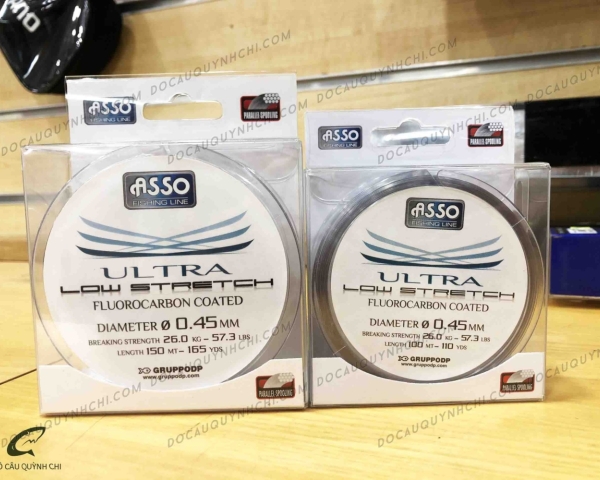 ASSO
FISHING LINE
PARALLEL SPOOLING
ASSO
FISHING LINE
ULTRA
LOW STRETCH
FLUOROCARBON COATED
DIAMETER Ø 0.45 MM
BREAKING STRENGTH 26.0 KG - 57.3 LBS
LENGTH 150 MT - 165 YDS
GRUPPODP
www.gruppodp.com
PARALLEL SPOOLING
ASSO
FISHING LINE
PARALLEL SPOOLING
ASSO
FISHING LINE
ULTRA
LOW STRETCH
FLUOROCARBON COATED
DIAMETER Ø 0.45 MM
BREAKING STRENGTH 26.0 KG - 57.3 LBS
LENGTH 100 MT - 110 YDS
GRUPPODP
www.gruppodp.com
PARALLEL SPOOLING
DOCAUQUYNHCHI.COM
Ồ CÂU QUỲNH CHI